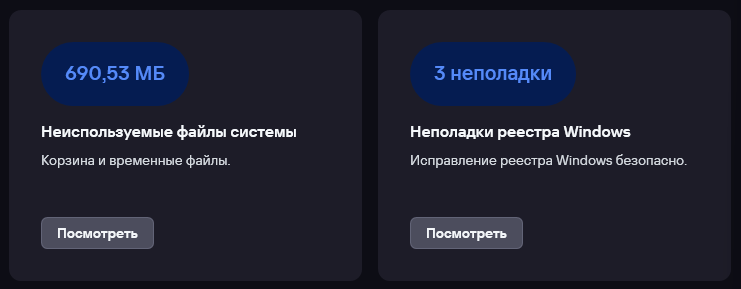 690,53 МБ
Неиспользуемые файлы системы
Корзина и временные файлы.
Посмотреть
3 неполадки
Неполадки реестра Windows
Исправление реестра Windows безопасно.
Посмотреть